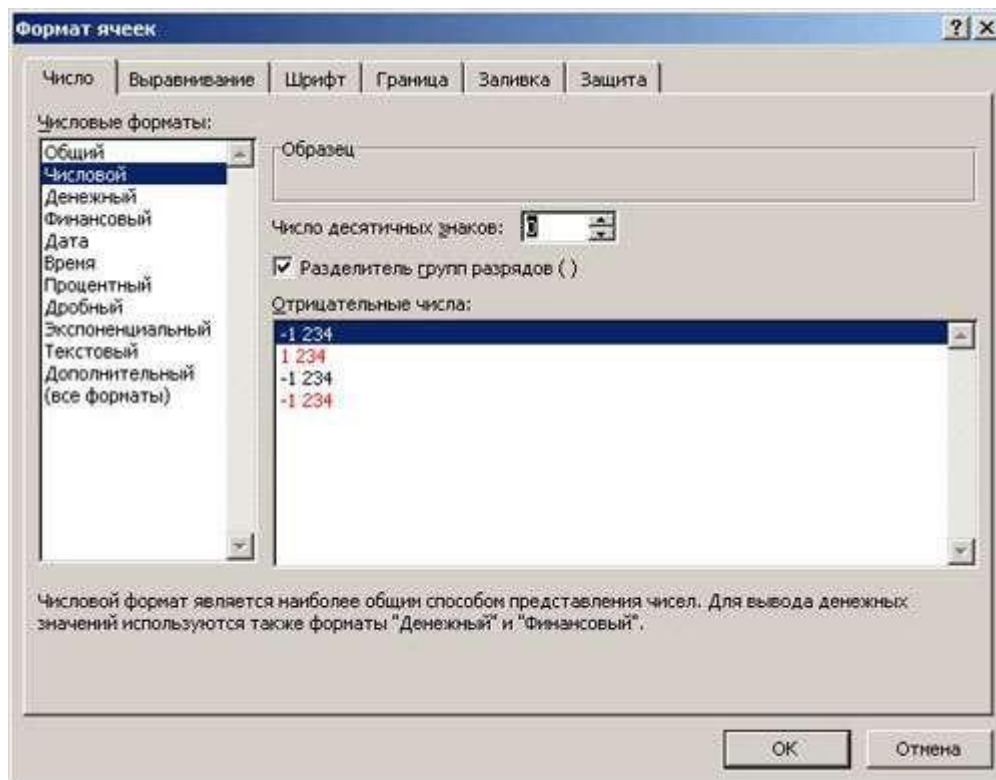 Формат ячеек
Число Выравнивание Шрифт Граница Заливка Защита
Числовые форматы:
Общий
Числовой
Денежный
Финансовый
Дата
Время
Процентный
Дробный
Экспоненциальный
Текстовый
Дополнительный
(все форматы)
Образец
Число десятичных знаков: 0
Разделитель групп разрядов ( )
Отрицательные числа:
-1 234
1 234
-1 234
-1 234
Числовой формат является наиболее общим способом представления чисел. Для вывода денежных
значений используются также форматы "Денежный" и "Финансовый".
ОК Отмена